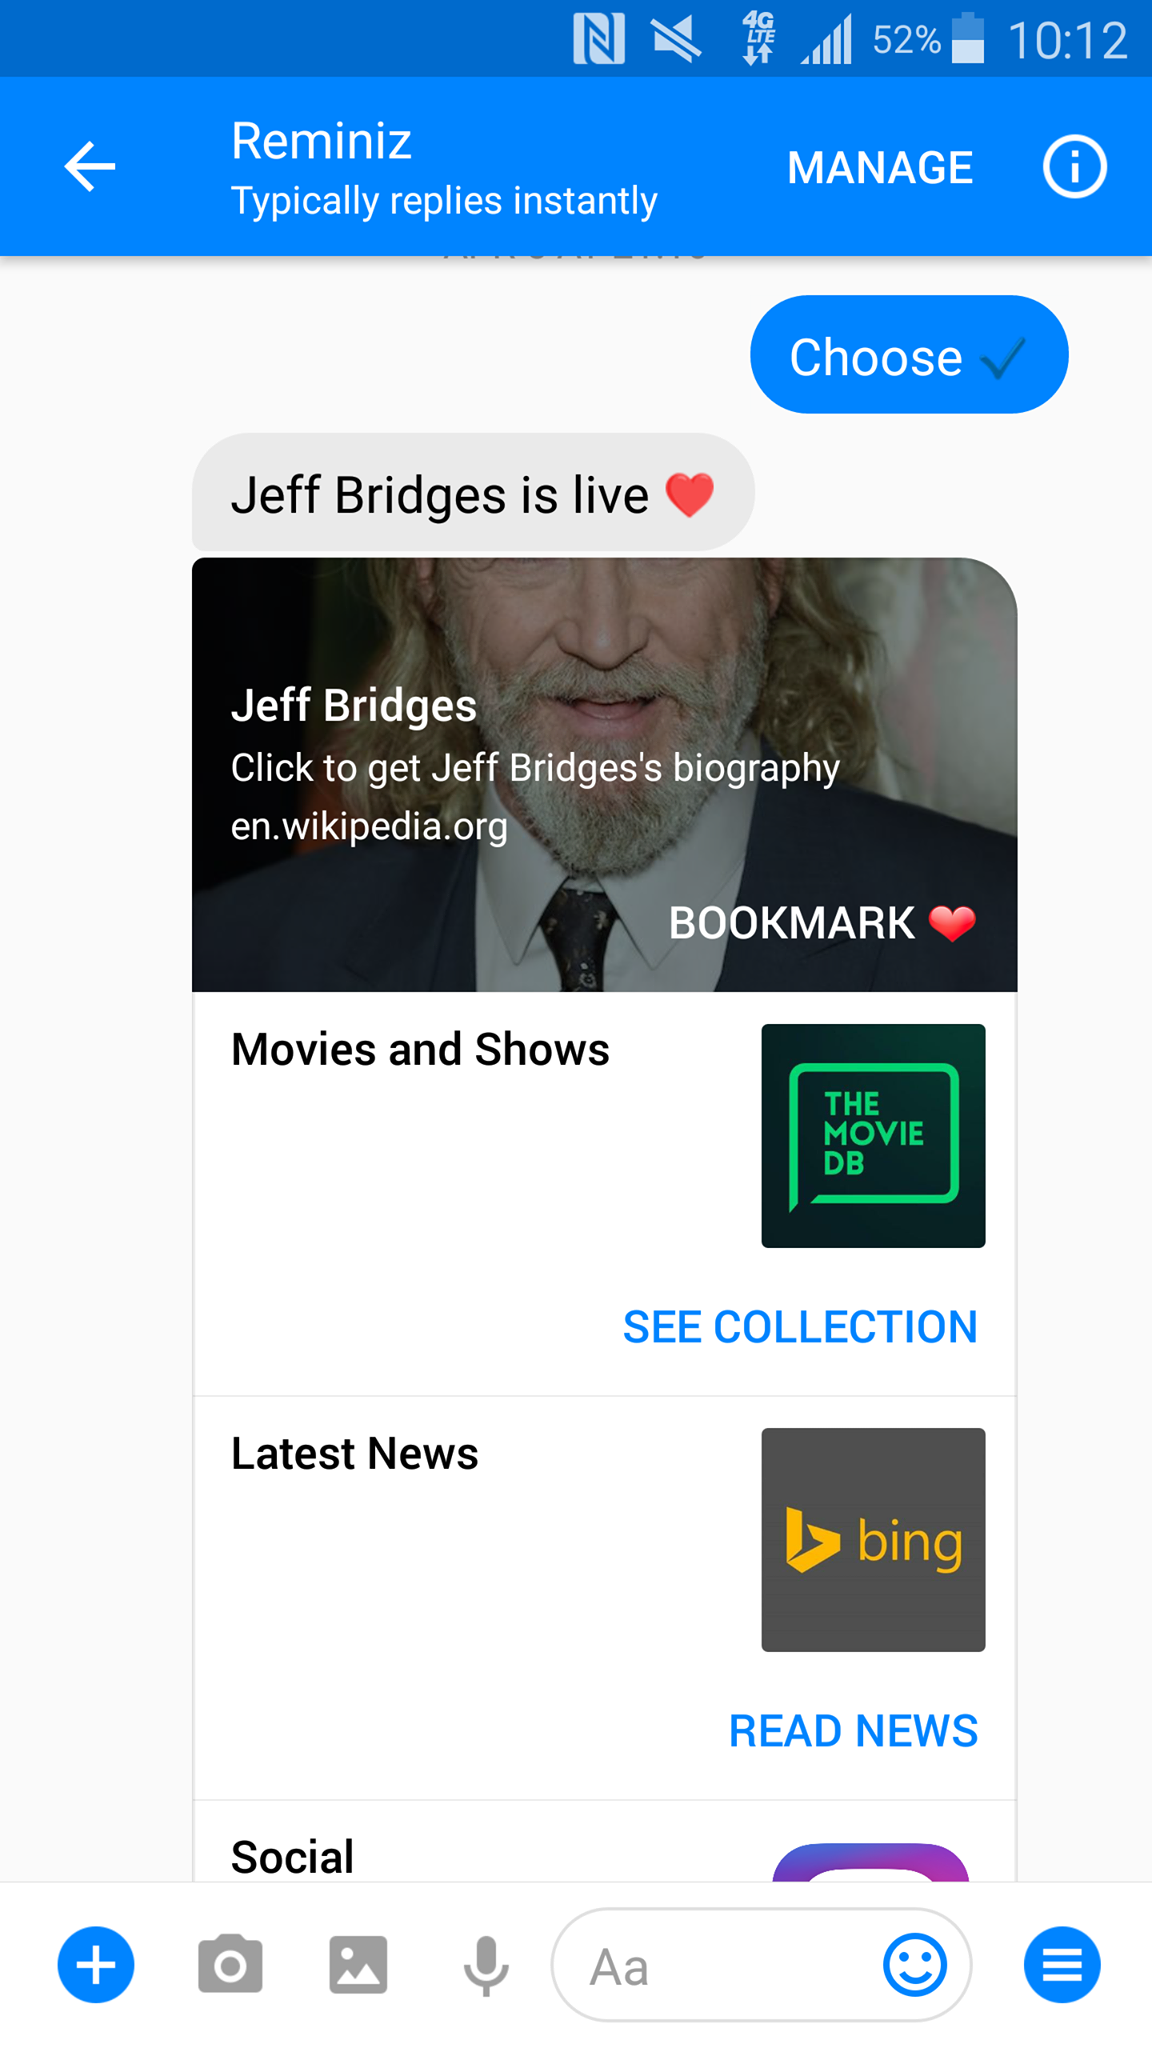 4G
LTE
52%
10:12
Reminiz
Typically replies instantly
MANAGE
Choose
Jeff Bridges is live
Jeff Bridges
Click to get Jeff Bridges's biography
en.wikipedia.org
BOOKMARK
Movies and Shows
THE
MOVIE
DB
SEE COLLECTION
Latest News
bing
READ NEWS
Social
Aa